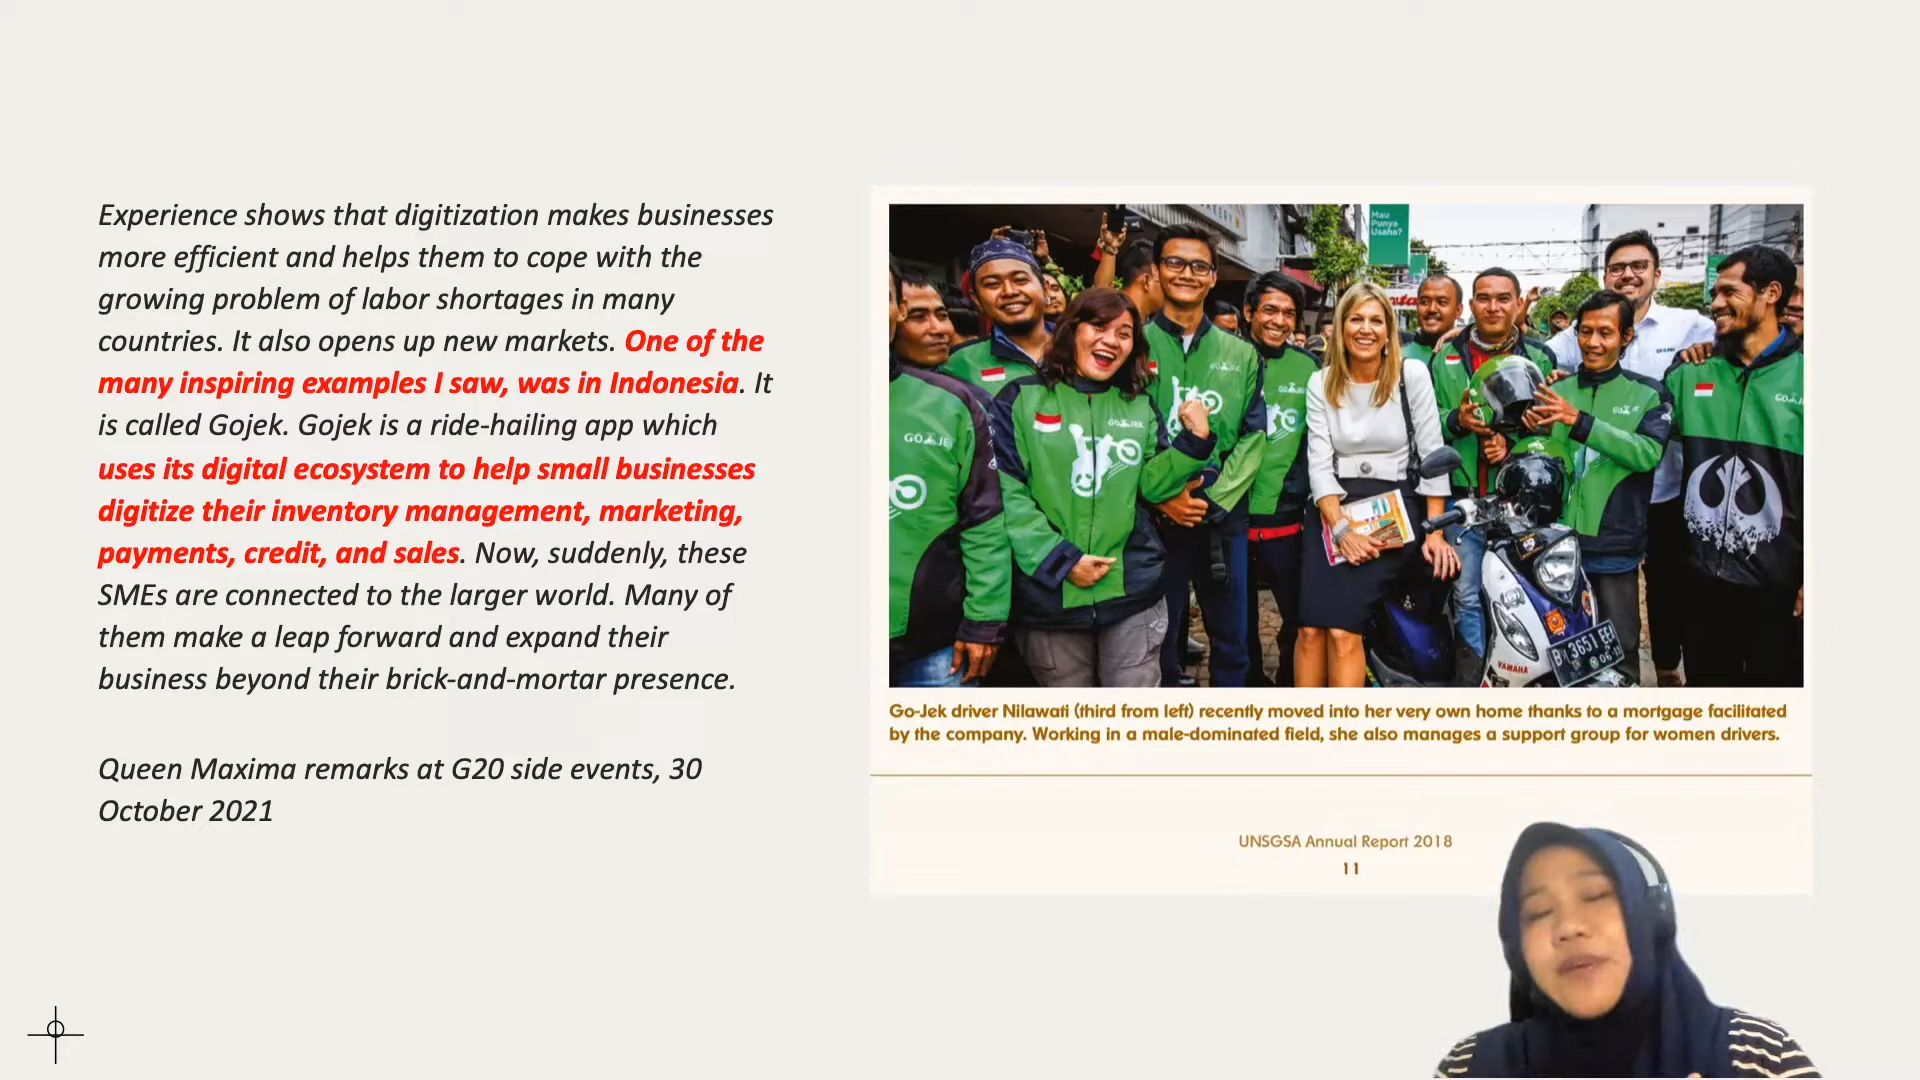 Experience shows that digitization makes businesses
more efficient and helps them to cope with the
growing problem of labor shortages in many
countries. It also opens up new markets. One of the
many inspiring examples I saw, was in Indonesia. It
is called Gojek. Gojek is a ride-hailing app which
uses its digital ecosystem to help small businesses
digitize their inventory management, marketing,
payments, credit, and sales. Now, suddenly, these
SMEs are connected to the larger world. Many of
them make a leap forward and expand their
business beyond their brick-and-mortar presence.
Queen Maxima remarks at G20 side events, 30
October 2021
Mau
Punya
Usaha?
GOJEK
GOJEK
GOJEK
GOJEK
GOJEK
YAMAHA
Go-Jek driver Nilawati (third from left) recently moved into her very own home thanks to a mortgage facilitated
by the company. Working in a male-dominated field, she also manages a support group for women drivers.
UNSGSA Annual Report 2018
11